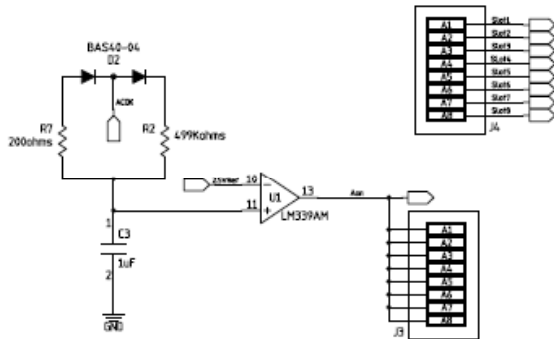 BAS40-04
D2
ACOK
R7
200ohms
R2
499Kohms
10
11
13
U1
LM339AM
1
C3
1uF
2
GND
A1 Slot1
A2 Slot2
A3 Slot3
A4 Slot4
A5 Slot5
A6 Slot6
A7 Slot7
A8 Slot8
J4
A1
A2
A3
A4
A5
A6
A7
A8
J3